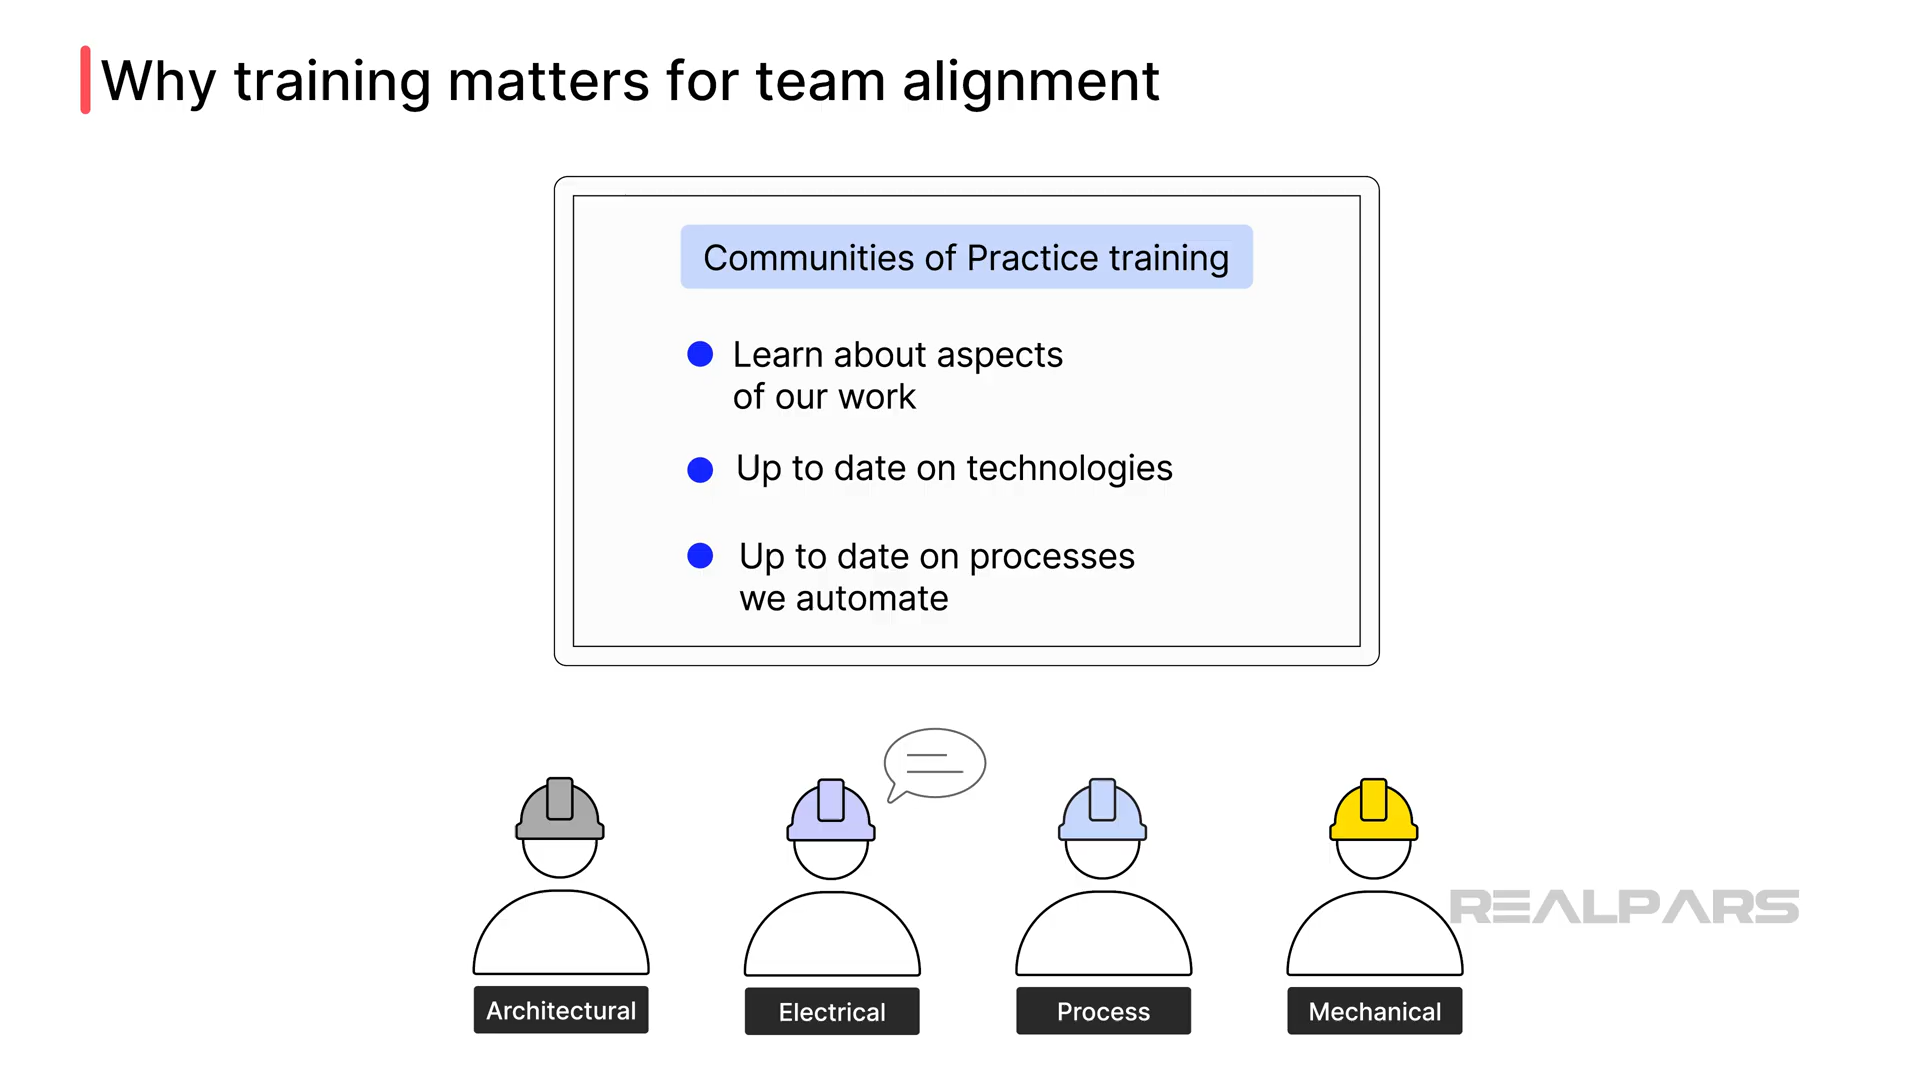 Why training matters for team alignment
Communities of Practice training
Learn about aspects
of our work
Up to date on technologies
Up to date on processes
we automate
REALPARS
Architectural
Electrical
Process
Mechanical